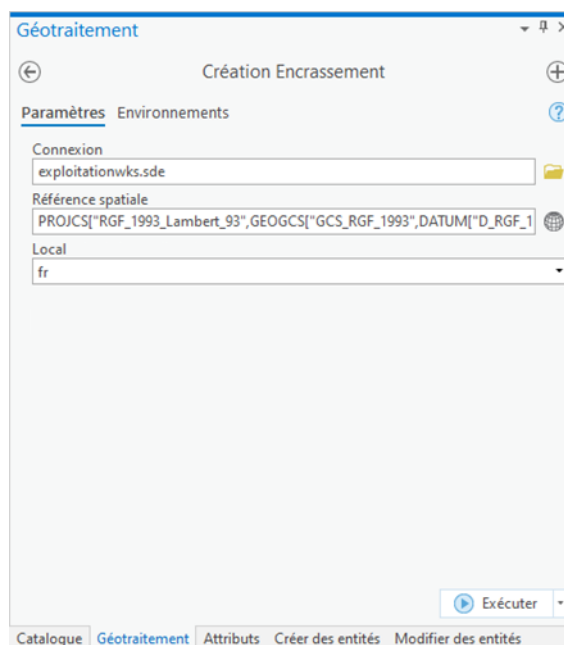 Géotraitement
Création Encrassement
Paramètres Environnements
Connexion
exploitationwks.sde
Référence spatiale
PROJCS["RGF_1993_Lambert_93",GEOGCS["GCS_RGF_1993",DATUM["D_RGF_1
Local
fr
Exécuter
Catalogue Géotraitement Attributs Créer des entités Modifier des entités